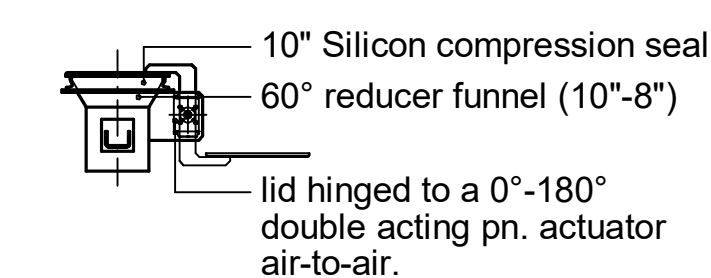 10" Silicon compression seal
60° reducer funnel (10"-8")
lid hinged to a 0°-180°
double acting pn. actuator
air-to-air.